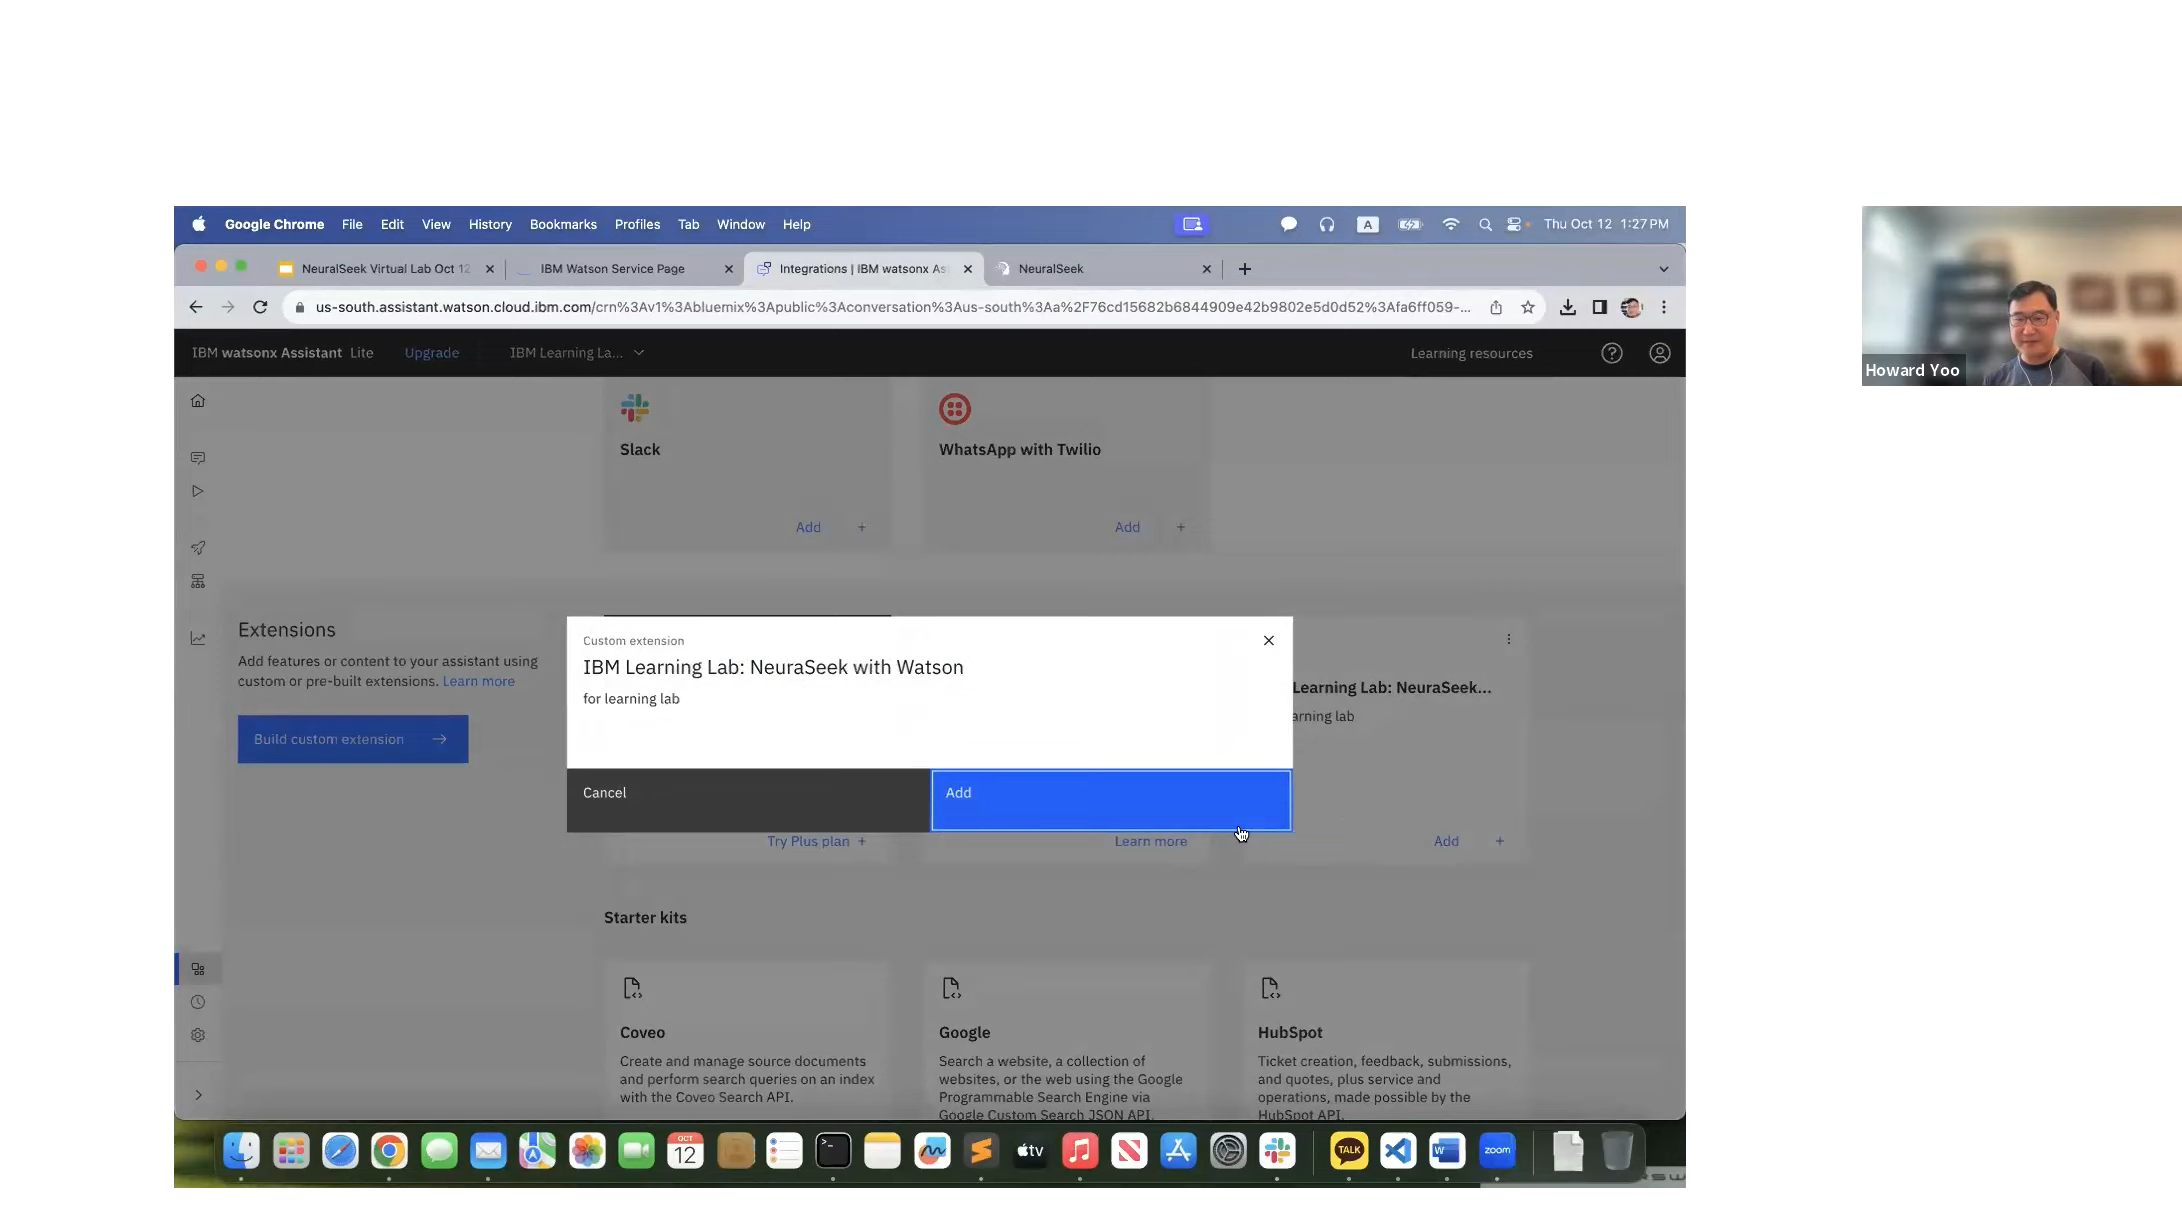 Google Chrome File Edit View History Bookmarks Profiles Tab Window Help A Thu Oct 12 1:27 PM
NeuralSeek Virtual Lab Oct 12
IBM Watson Service Page
Integrations | IBM watsonx As
NeuralSeek
us-south.assistant.watson.cloud.ibm.com/crn%3Av1%3Abluemix%3Apublic%3Aconversation%3Aus-south%3Aa%2F76cd15682b6844909e42b9802e5d0d52%3Afa6ff059-...
IBM watsonx Assistant Lite Upgrade IBM Learning La... Learning resources
Howard Yoo
Slack
WhatsApp with Twilio
Add +
Add +
Extensions
Add features or content to your assistant using
custom or pre-built extensions. Learn more
Build custom extension
Custom extension
IBM Learning Lab: NeuraSeek with Watson
for learning lab
Cancel
Add
Learning Lab: NeuraSeek...
arning lab
Try Plus plan +
Learn more
Add +
Starter kits
Coveo
Create and manage source documents
and perform search queries on an index
with the Coveo Search API.
Google
Search a website, a collection of
websites, or the web using the Google
Programmable Search Engine via
Google Custom Search JSON API.
HubSpot
Ticket creation, feedback, submissions,
and quotes, plus service and
operations, made possible by the
HubSpot API.
OCT
12
tv
TALK
W
zoom